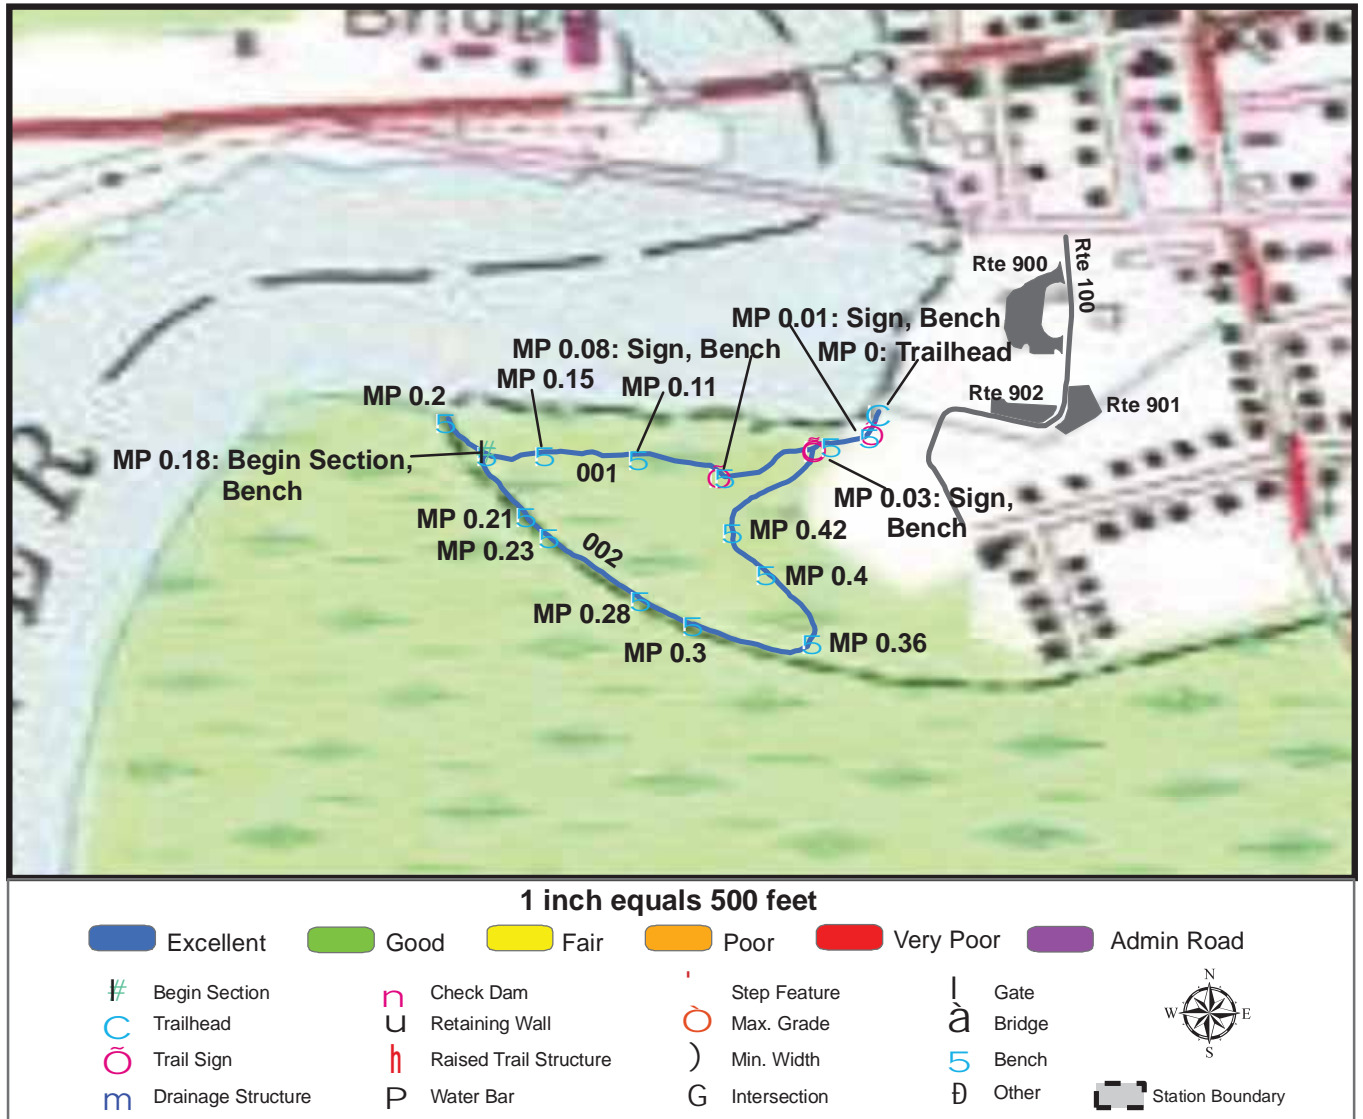 Bridge
Rte 900
Rte 100
MP 0.01: Sign, Bench
MP 0.08: Sign, Bench
MP 0: Trailhead
MP 0.15
MP 0.11
MP 0.2
Rte 902
Rte 901
MP 0.18: Begin Section,
Bench
001
MP 0.03: Sign,
Bench
MP 0.21
MP 0.42
MP 0.23
002
MP 0.4
MP 0.28
MP 0.36
MP 0.3
1 inch equals 500 feet
Excellent
Good
Fair
Poor
Very Poor
Admin Road
Begin Section
Check Dam
Step Feature
Gate
Trailhead
Retaining Wall
Max. Grade
Bridge
Trail Sign
Raised Trail Structure
Min. Width
Bench
Drainage Structure
Water Bar
Intersection
Other
Station Boundary
N
W
E
S